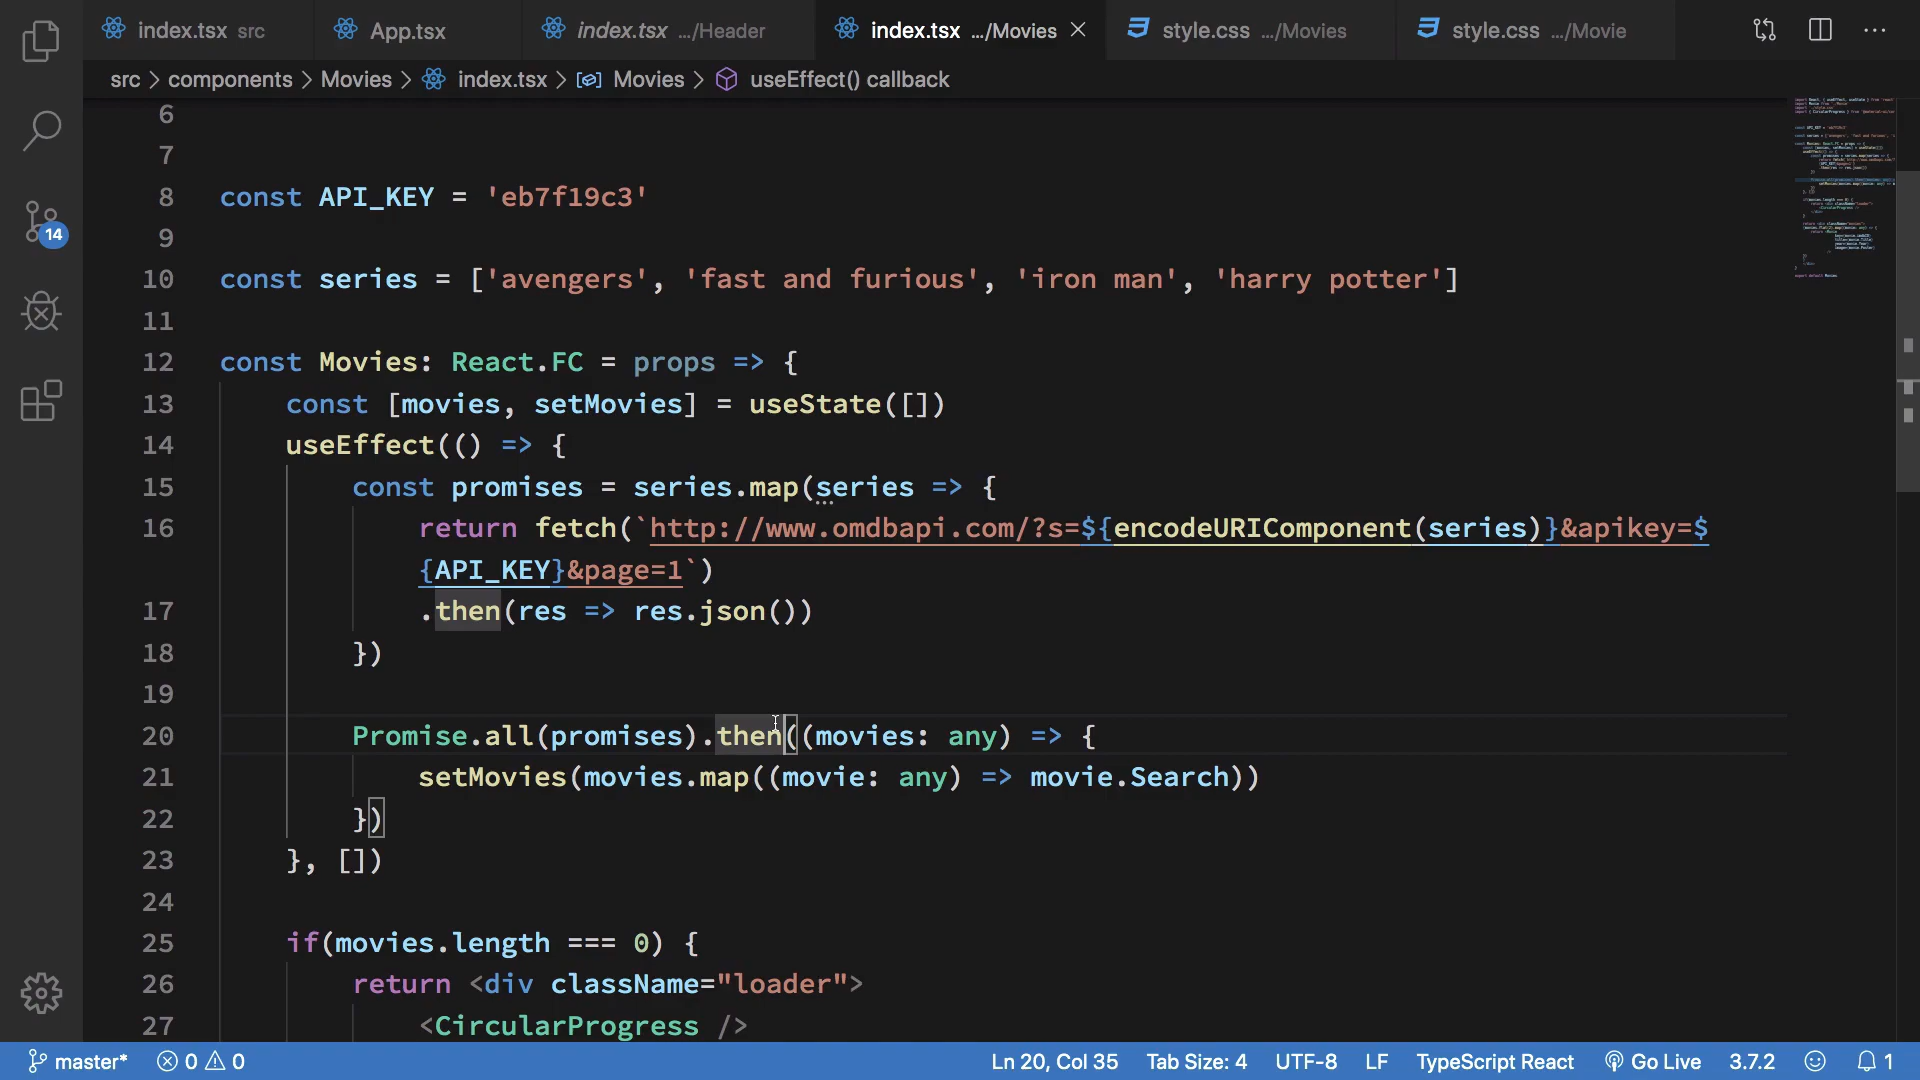 index.tsx src
App.tsx
index.tsx .../Header
index.tsx .../Movies
style.css .../Movies
style.css .../Movie
src > components > Movies > index.tsx > Movies > useEffect() callback
6
7
8 const API_KEY = 'eb7f19c3'
9
10 const series = ['avengers', 'fast and furious', 'iron man', 'harry potter']
11
12 const Movies: React.FC = props => {
13 const [movies, setMovies] = useState([])
14 useEffect(() => {
15 const promises = series.map(series => {
16 return fetch(`http://www.omdbapi.com/?s=${encodeURIComponent(series)}&apikey=$
{API_KEY}&page=1`)
17 .then(res => res.json())
18 })
19
20 Promise.all(promises).then((movies: any) => {
21 setMovies(movies.map((movie: any) => movie.Search))
22 })
23 }, [])
24
25 if(movies.length === 0) {
26 return <div className="loader">
27 <CircularProgress />
14
master* 0 0 Ln 20, Col 35 Tab Size: 4 UTF-8 LF TypeScript React Go Live 3.7.2 1